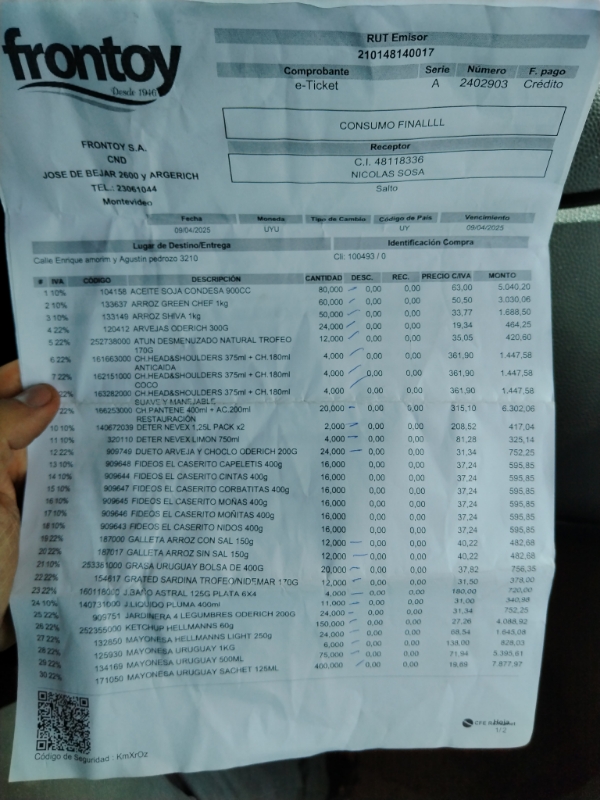 frontoy
Desde 1940
RUT Emisor
210148140017
Comprobante Serie Número F. pago
e-Ticket A 2402903 Crédito
CONSUMO FINALLLL
Receptor
C.I. 48118336
NICOLAS SOSA
Salto
FRONTOY S.A.
CND
JOSE DE BEJAR 2600 y ARGERICH
TEL.: 23061044
Montevideo
Fecha Moneda Tipo de Cambio Código de País Vencimiento
09/04/2025 UYU UY 09/04/2025
Lugar de Destino/Entrega Identificación Compra
Calle Enrique amorim y Agustin pedrozo 3210 Cli: 100493 / 0
# IVA CÓDIGO DESCRIPCIÓN CANTIDAD DESC. REC. PRECIO C/IVA MONTO
1 10% 104158 ACEITE SOJA CONDESA 900CC 80,000 0,00 0,00 63,00 5.040,20
2 10% 133637 ARROZ GREEN CHEF 1kg 60,000 0,00 0,00 50,50 3.030,06
3 10% 133149 ARROZ SHIVA 1kg 50,000 0,00 0,00 33,77 1.688,50
4 22% 120412 ARVEJAS ODERICH 300G 24,000 0,00 0,00 19,34 464,25
5 22% 252738000 ATUN DESMENUZADO NATURAL TROFEO 170G 12,000 0,00 0,00 35,05 420,60
6 22% 161663000 CH.HEAD&SHOULDERS 375ml + CH.180ml ANTICAIDA 4,000 0,00 0,00 361,90 1.447,58
7 22% 162151000 CH.HEAD&SHOULDERS 375ml + CH.180ml COCO 4,000 0,00 0,00 361,90 1.447,58
22% 163282000 CH.HEAD&SHOULDERS 375ml + CH.180ml SUAVE Y MANEJABLE 4,000 0,00 0,00 361,90 1.447,58
22% 166253000 CH.PANTENE 400ml + AC.200ml RESTAURACIÓN 20,000 0,00 0,00 315,10 6.302,06
10 10% 140672039 DETER NEVEX 1,25L PACK x2 2,000 0,00 0,00 208,52 417,04
11 10% 320110 DETER NEVEX LIMON 750ml 4,000 0,00 0,00 81,28 325,14
12 22% 909749 DUETO ARVEJA Y CHOCLO ODERICH 200G 24,000 0,00 0,00 31,34 752,25
13 10% 909648 FIDEOS EL CASERITO CAPELETIS 400g 16,000 0,00 0,00 37,24 595,85
14 10% 909644 FIDEOS EL CASERITO CINTAS 400g 16,000 0,00 0,00 37,24 595,85
15 10% 909647 FIDEOS EL CASERITO CORBATITAS 400g 16,000 0,00 0,00 37,24 595,85
16 10% 909645 FIDEOS EL CASERITO MOÑAS 400g 16,000 0,00 0,00 37,24 595,85
17 10% 909646 FIDEOS EL CASERITO MOÑITAS 400g 16,000 0,00 0,00 37,24 595,85
18 10% 909643 FIDEOS EL CASERITO NIDOS 400g 16,000 0,00 0,00 37,24 595,85
19 22% 187000 GALLETA ARROZ CON SAL 150g 12,000 0,00 0,00 40,22 482,68
20 22% 187017 GALLETA ARROZ SIN SAL 150g 12,000 0,00 0,00 40,22 482,68
21 10% 253351000 GRASA URUGUAY BOLSA DE 400G 20,000 0,00 0,00 37,82 756,35
22 22% 154617 GRATED SARDINA TROFEO/NIDEMAR 170G 12,000 0,00 0,00 31,50 378,00
23 22% J.BAÑO ASTRAL 125G PLATA 6X4 4,000 0,00 0,00 180,00 720,00
24 10% 140731000 J.LIQUIDO PLUMA 400ml 11,000 0,00 0,00 31,00 340,98
25 22% 909751 JARDINERA 4 LEGUMBRES ODERICH 200G 24,000 0,00 0,00 31,34 752,25
26 22% 252355000 KETCHUP HELLMANNS 60g 150,000 0,00 0,00 27,26 4.088,92
27 22% 132650 MAYONESA HELLMANNS LIGHT 250g 24,000 0,00 0,00 68,54 1.645,08
28 22% 125930 MAYONESA URUGUAY 1KG 6,000 0,00 0,00 138,00 828,03
29 22% 134169 MAYONESA URUGUAY 500ML 75,000 0,00 0,00 71,94 5.395,61
30 22% 171050 MAYONESA URUGUAY SACHET 125ML 400,000 0,00 0,00 19,69 7.877,97
Código de Seguridad : KmXrOz
1/2